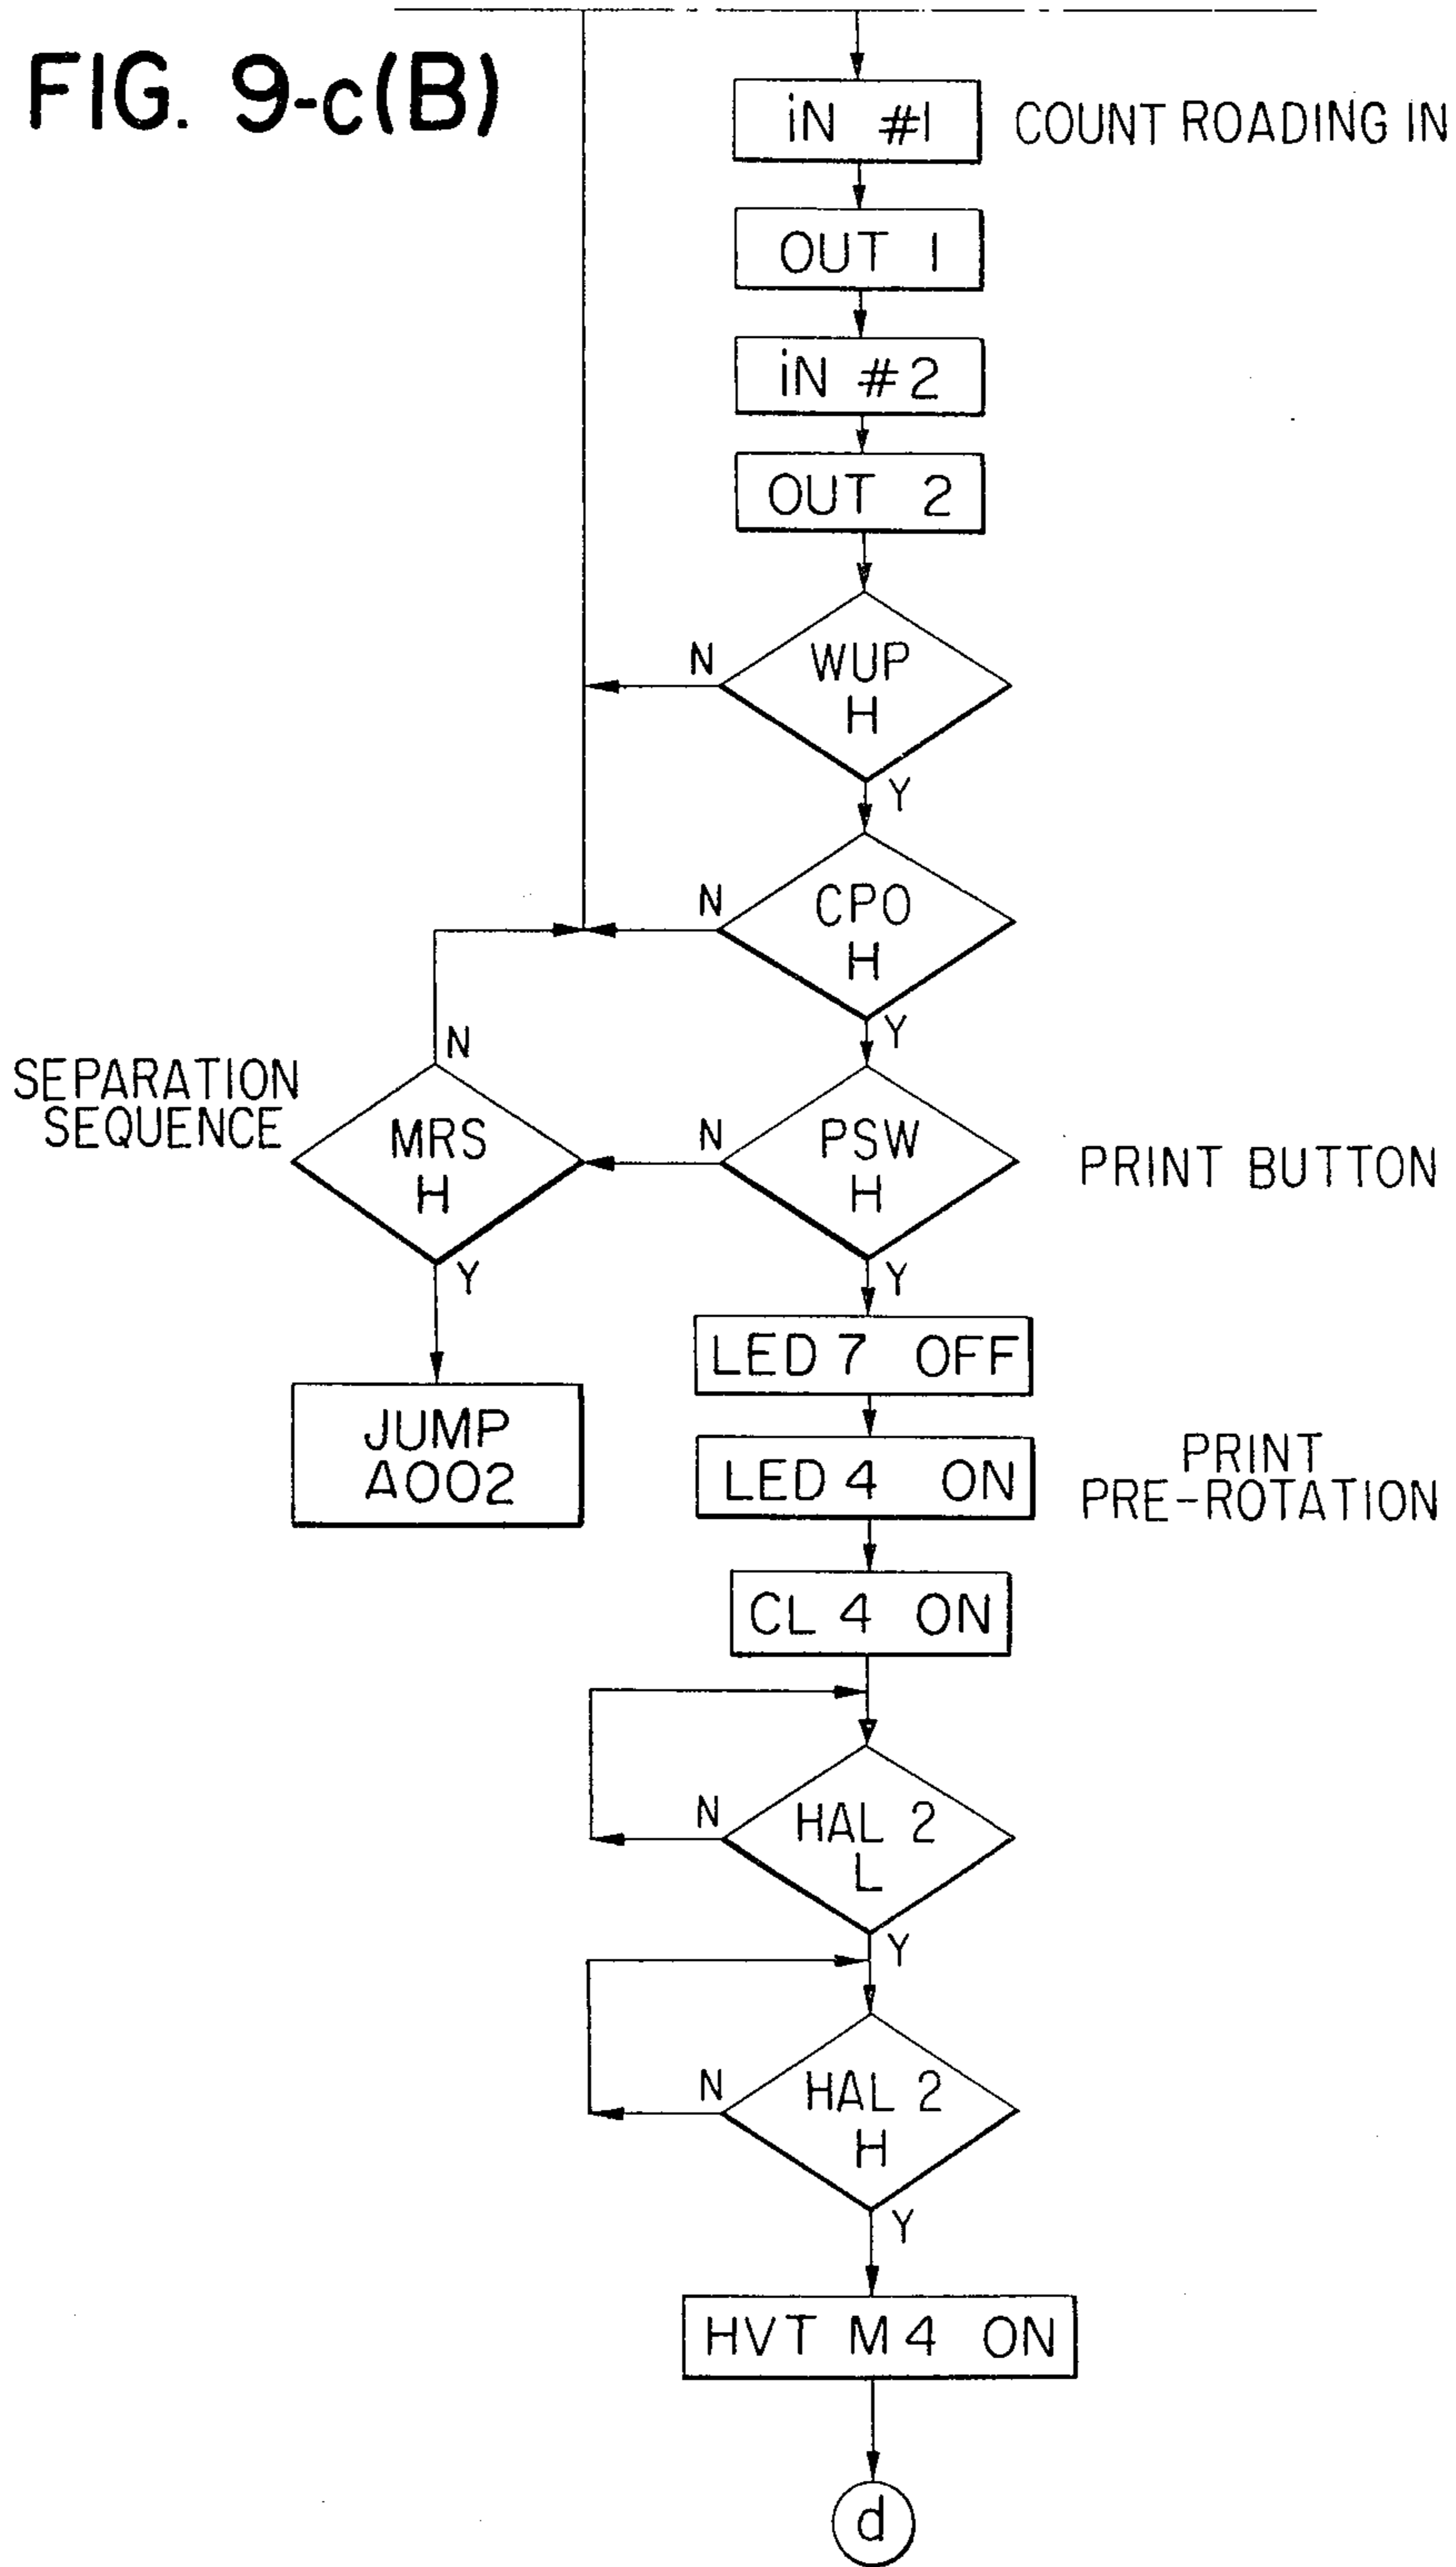 FIG. 9-c(B)
iN #1
COUNT ROADING IN
OUT 1
iN #2
OUT 2
WUP
H
N
Y
CPO
H
N
Y
SEPARATION
SEQUENCE
MRS
H
N
Y
PSW
H
N
Y
PRINT BUTTON
JUMP
A002
LED 7 OFF
LED 4 ON
PRINT
PRE-ROTATION
CL 4 ON
HAL 2
L
N
Y
HAL 2
H
N
Y
HVT M4 ON
d